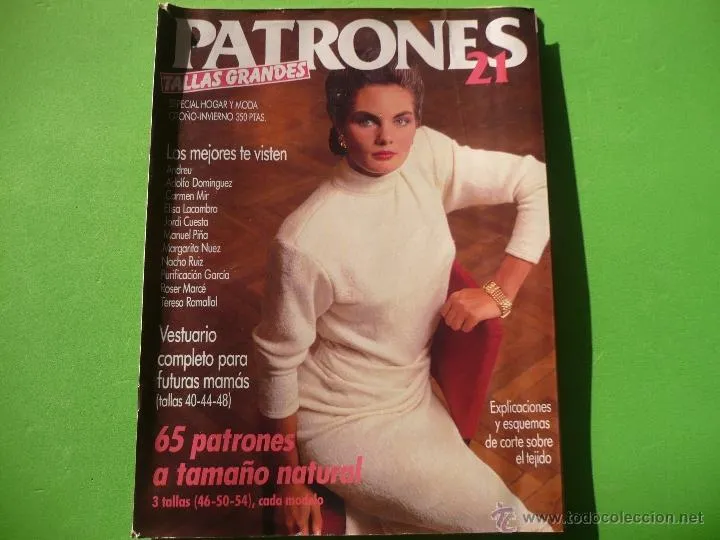 PATRONES
21
TALLAS GRANDES
ESPECIAL HOGAR Y MODA
OTOÑO-INVIERNO 350 PTAS.
Los mejores te visten
Andreu
Adolfo Domínguez
Carmen Mir
Elisa Lacambra
Jordi Cuesta
Manuel Piña
Margarita Nuez
Nacho Ruiz
Purificación García
Roser Marcé
Teresa Ramallal
Vestuario
completo para
futuras mamás
(tallas 40-44-48)
Explicaciones
y esquemas
de corte sobre
el tejido
65 patrones
a tamaño natural
3 tallas (46-50-54), cada modelo
© www.todocoleccion.net